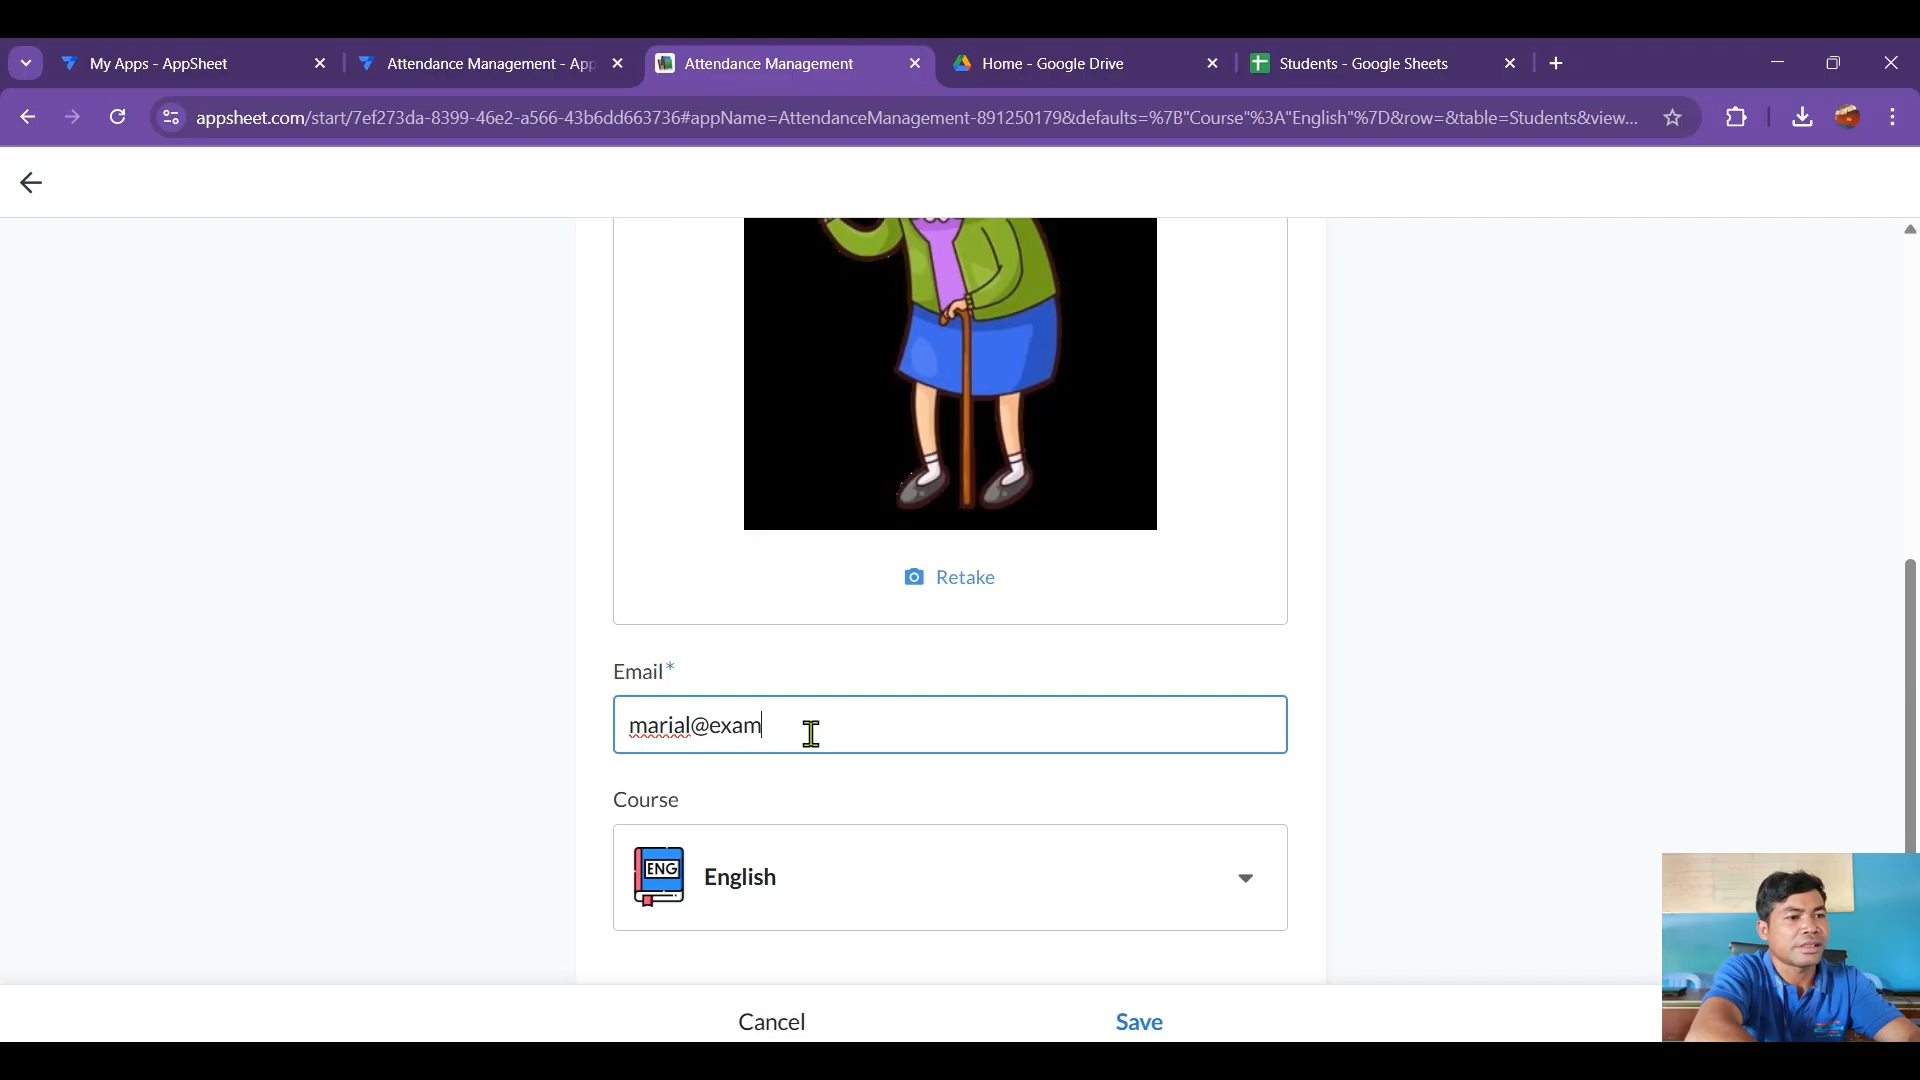 My Apps - AppSheet
Attendance Management - App
Attendance Management
Home - Google Drive
Students - Google Sheets
appsheet.com/start/7ef273da-8399-46e2-a566-43b6dd663736#appName=AttendanceManagement-891250179&defaults=%7B"Course"%3A"English"%7D&row=&table=Students&view...
Retake
Email*
marial@exam
Course
ENG
English
Cancel
Save